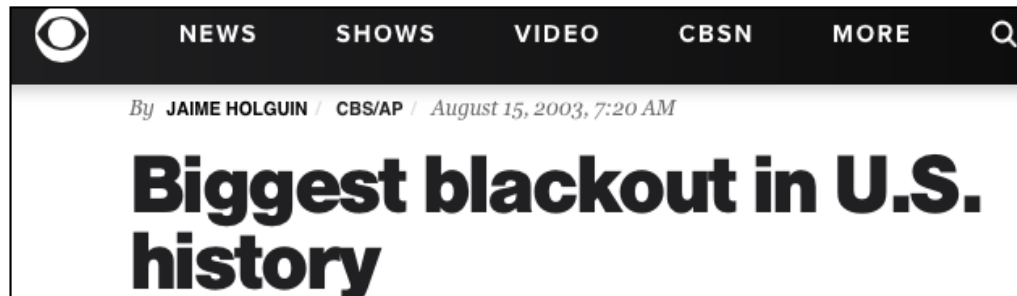 NEWS SHOWS VIDEO CBSN MORE
By JAIME HOLGUIN / CBS/AP / August 15, 2003, 7:20 AM
Biggest blackout in U.S.
history